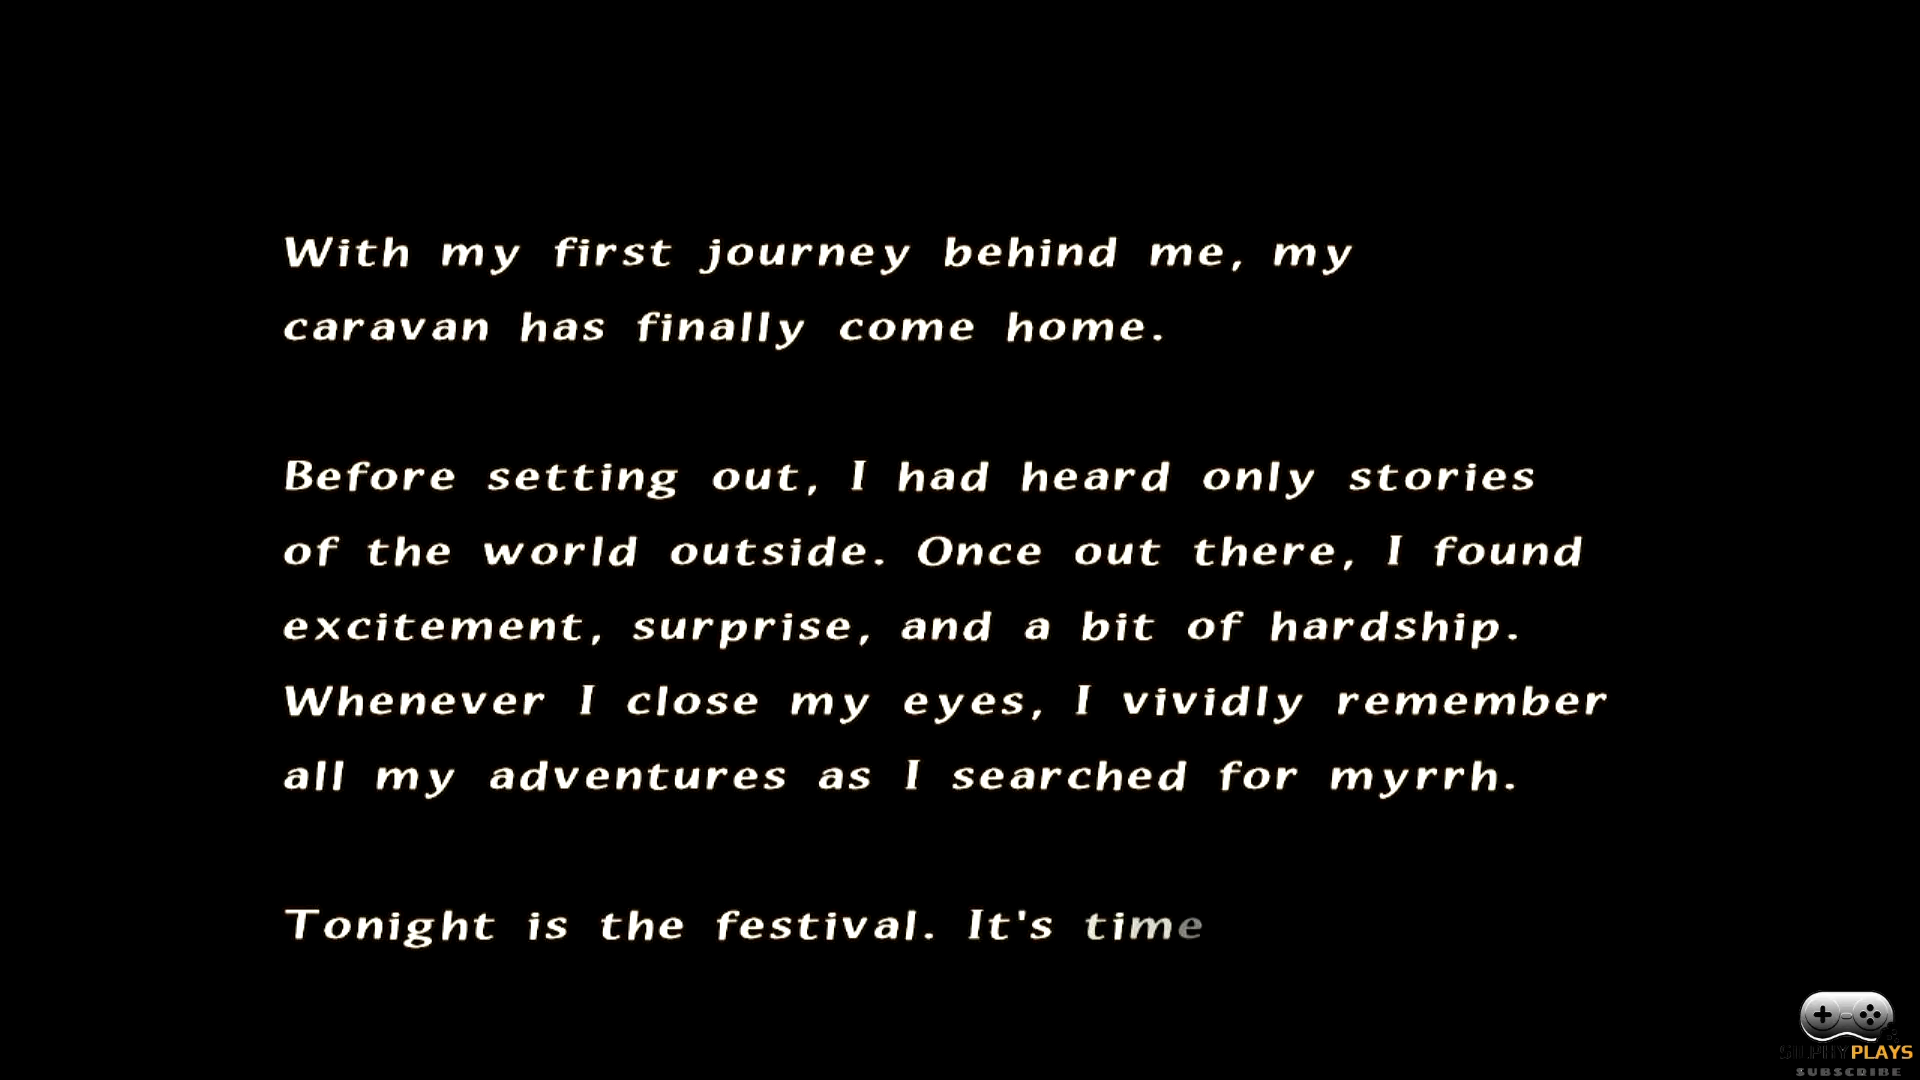 With my first journey behind me, my
caravan has finally come home.
Before setting out, I had heard only stories
of the world outside. Once out there, I found
excitement, surprise, and a bit of hardship.
Whenever I close my eyes, I vividly remember
all my adventures as I searched for myrrh.
Tonight is the festival. It's time
PLAYS
SUBSCRIBE